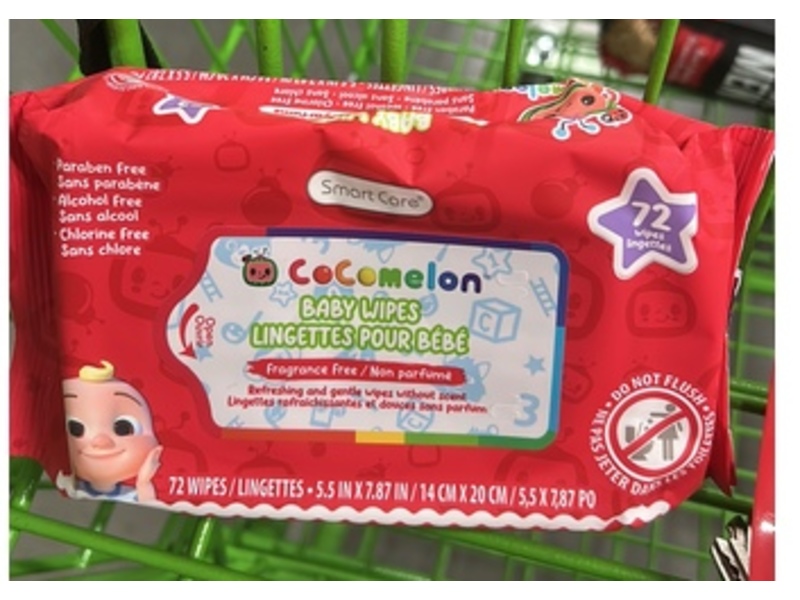 Paraben free
Sans parabène
Alcohol free
Sans alcool
Chlorine free
Sans chlore
Smart Care®
72
wipes
lingettes
CoComelon
BABY WIPES
LINGETTES POUR BÉBÉ
Open
Fragrance free / Non parfumé
Refreshing and gentle wipes without scent
Lingettes rafraichissantes et douces sans parfum
C
3
• DO NOT FLUSH •
NE PAS JETER DANS LES TOILETTES
72 WIPES / LINGETTES • 5.5 IN X 7.87 IN / 14 CM X 20 CM / 5,5 X 7,87 PO